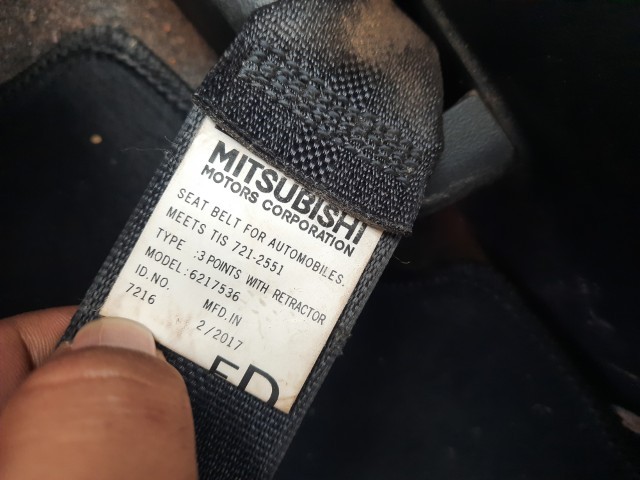 MITSUBISHI
MOTORS CORPORATION
SEAT BELT FOR AUTOMOBILES.
MEETS TIS 721-2551
TYPE :3 POINTS WITH RETRACTOR
MODEL:6217536
ID.NO. MFD.IN
7216 2/2017